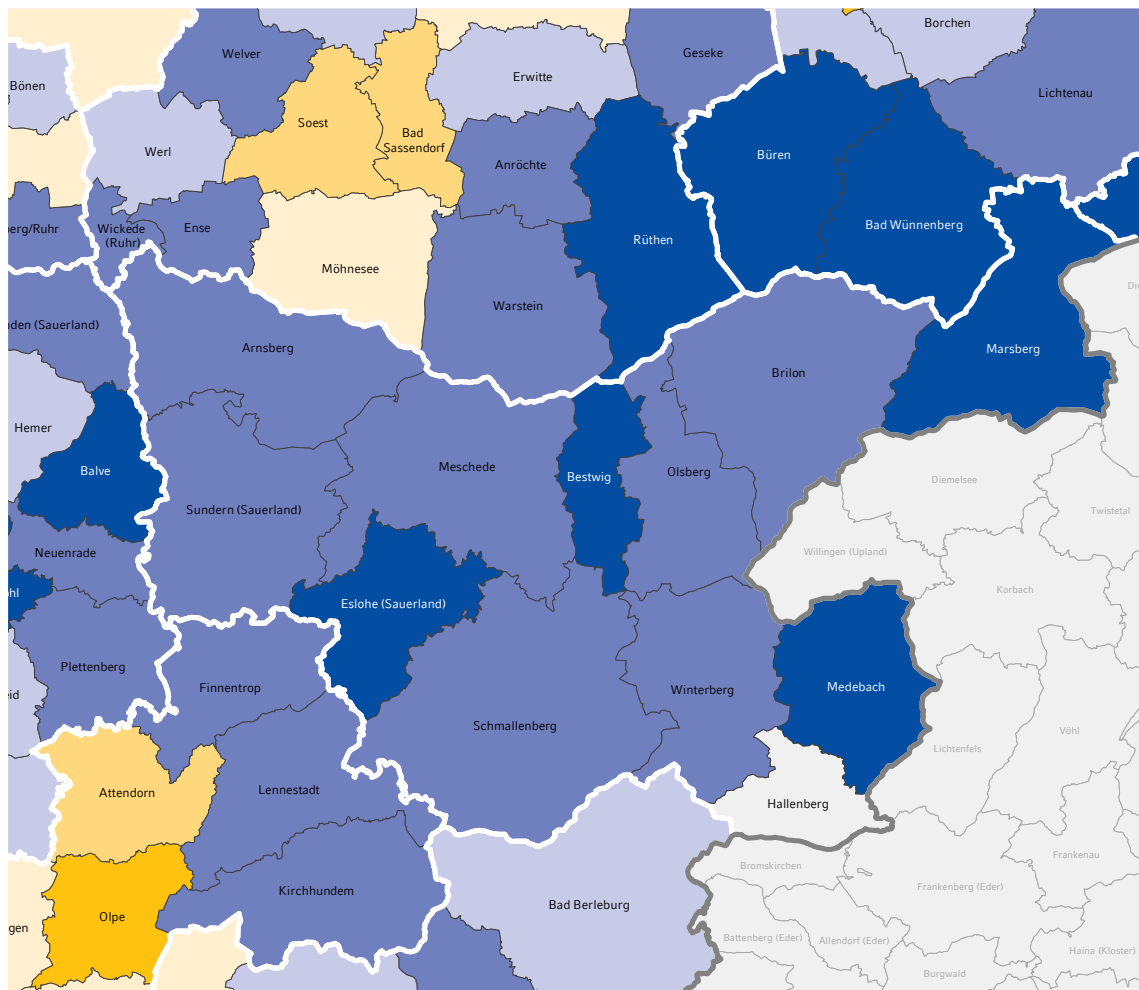 Borchen
Welver
Geseke
Erwitte
Bönen
Lichtenau
Soest
Bad
Sassendorf
Werl
Büren
Anröchte
Bad Wünnenberg
Wickede
(Ruhr)
Ense
berg/Ruhr
Rüthen
Möhnesee
Warstein
nden (Sauerland)
Arnsberg
Marsberg
Brilon
Hemer
Balve
Meschede
Bestwig
Olsberg
Diemelsee
Sundern (Sauerland)
Twistetal
Neuenrade
Willingen (Upland)
Korbach
ohl
Eslohe (Sauerland)
Plettenberg
Finnentrop
Winterberg
Medebach
eid
Schmallenberg
Vöhl
Lichtenfels
Attendorn
Lennestadt
Hallenberg
Frankenau
Bromskirchen
Kirchhundem
Frankenberg (Eder)
Bad Berleburg
Olpe
gen
Battenberg (Eder)
Allendorf (Eder)
Haina (Kloster)
Burgwald